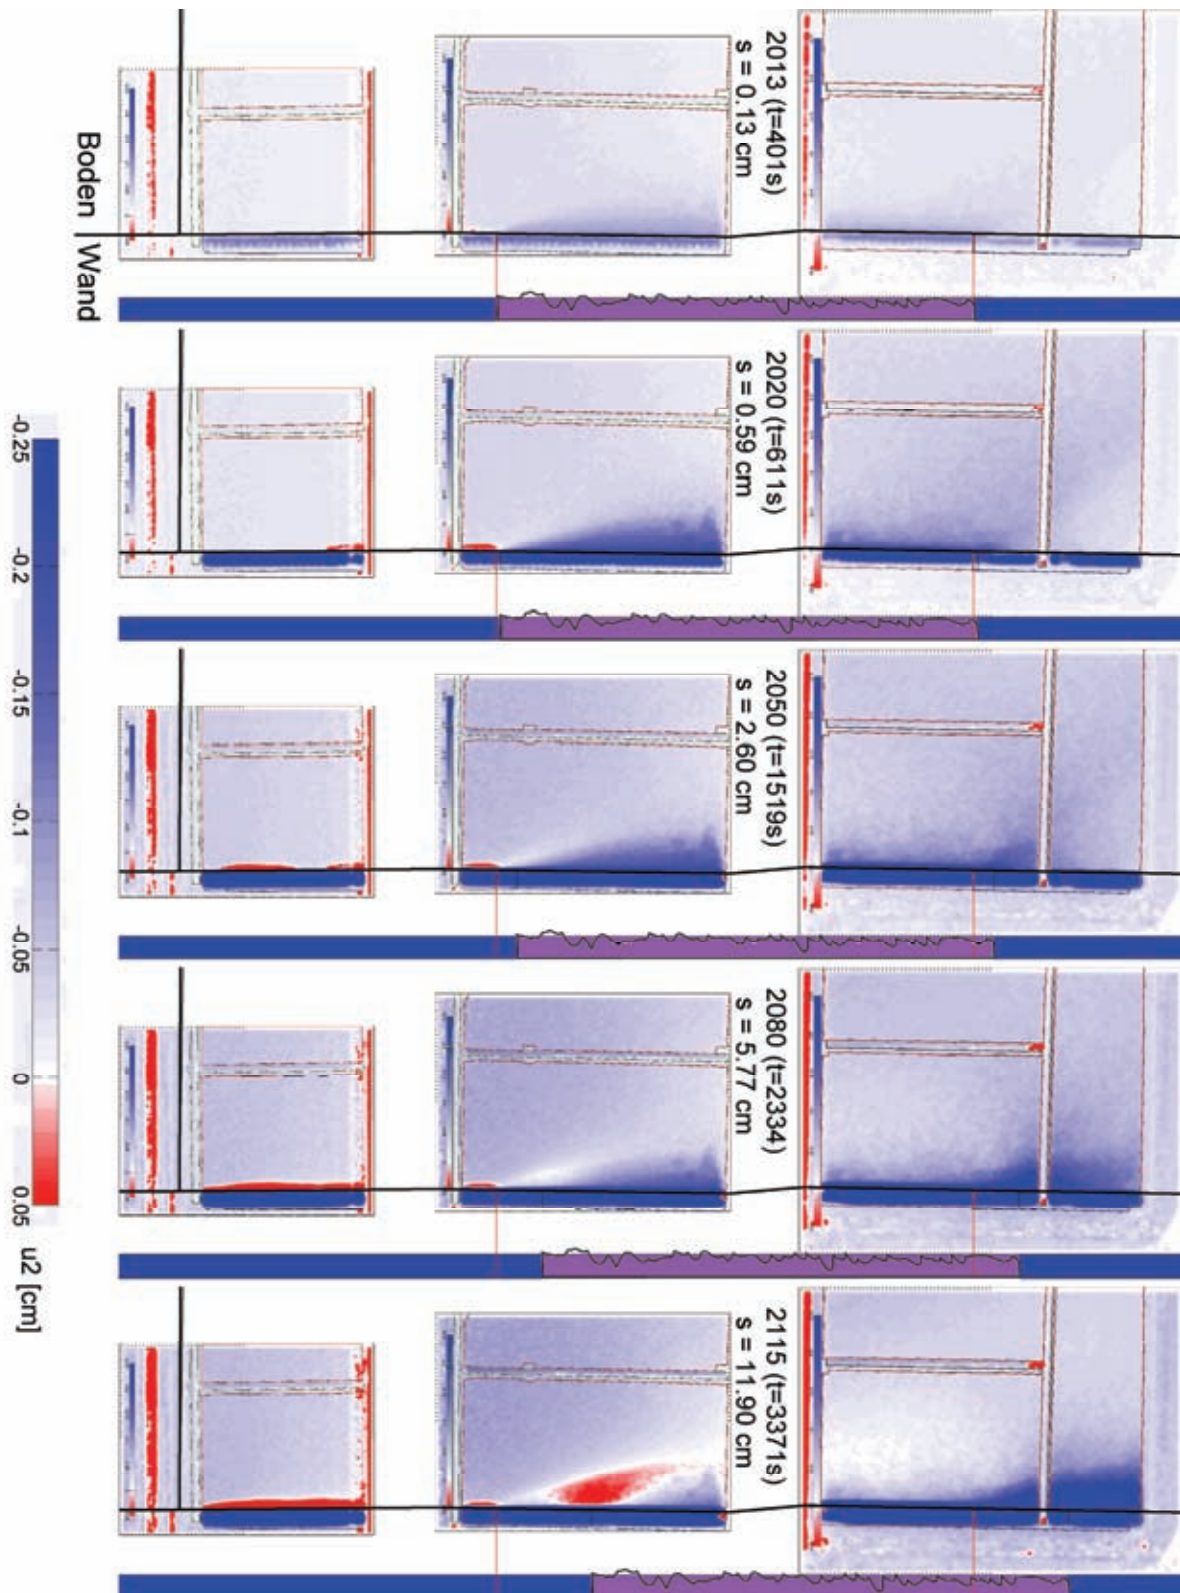 2013 (t=401s)
s = 0.13 cm
Boden
Wand
2020 (t=611s)
s = 0.59 cm
2050 (t=1519s)
s = 2.60 cm
2080 (t=2334)
s = 5.77 cm
2115 (t=3371s)
s = 11.90 cm
-0.25
-0.2
-0.15
-0.1
-0.05
0
0.05
u2 [cm]